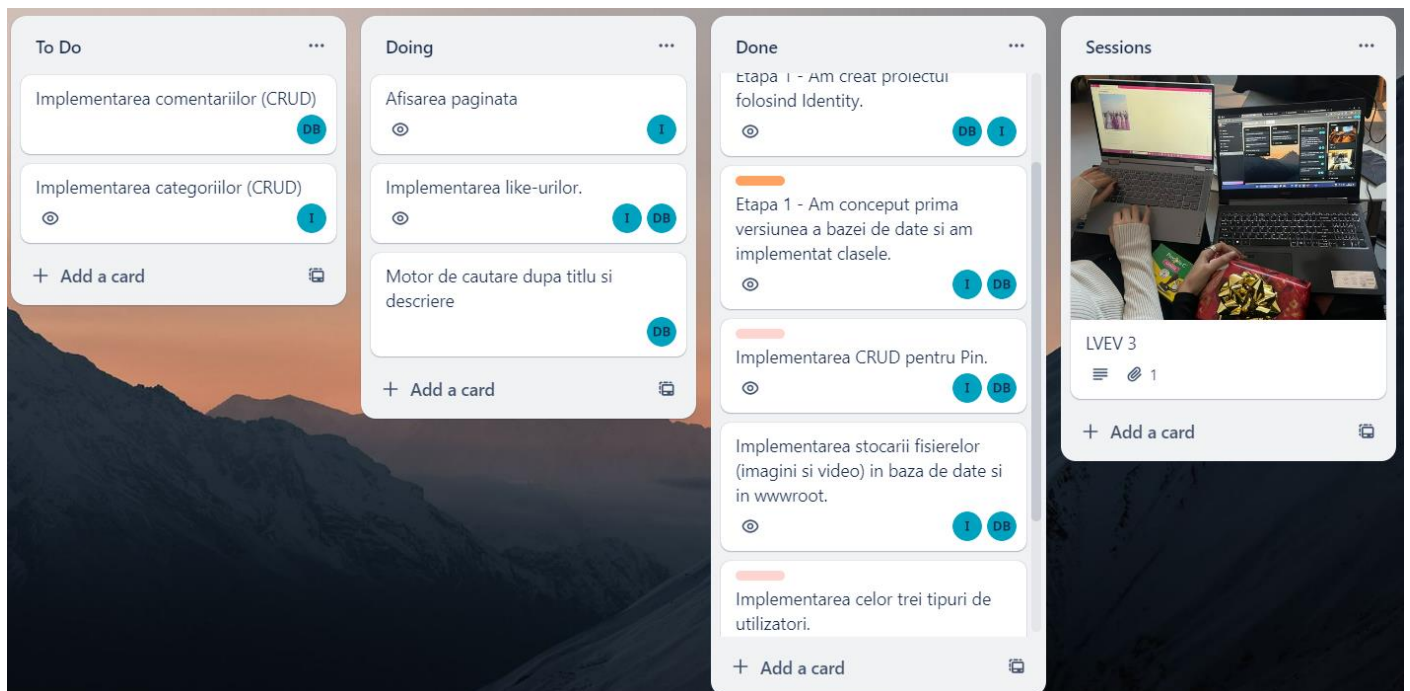 To Do
Implementarea comentariilor (CRUD)
DB
Implementarea categoriilor (CRUD)
I
+ Add a card
Doing
Afisarea paginata
I
Implementarea like-urilor.
I DB
Motor de cautare dupa titlu si
descriere
DB
+ Add a card
Done
Etapa 1 - Am creat proiectul
folosind Identity.
DB I
Etapa 1 - Am conceput prima
versiunea a bazei de date si am
implementat clasele.
I DB
Implementarea CRUD pentru Pin.
I DB
Implementarea stocarii fisierelor
(imagini si video) in baza de date si
in wwwroot.
I DB
Implementarea celor trei tipuri de
utilizatori.
+ Add a card
Sessions
LVEV 3
1
+ Add a card